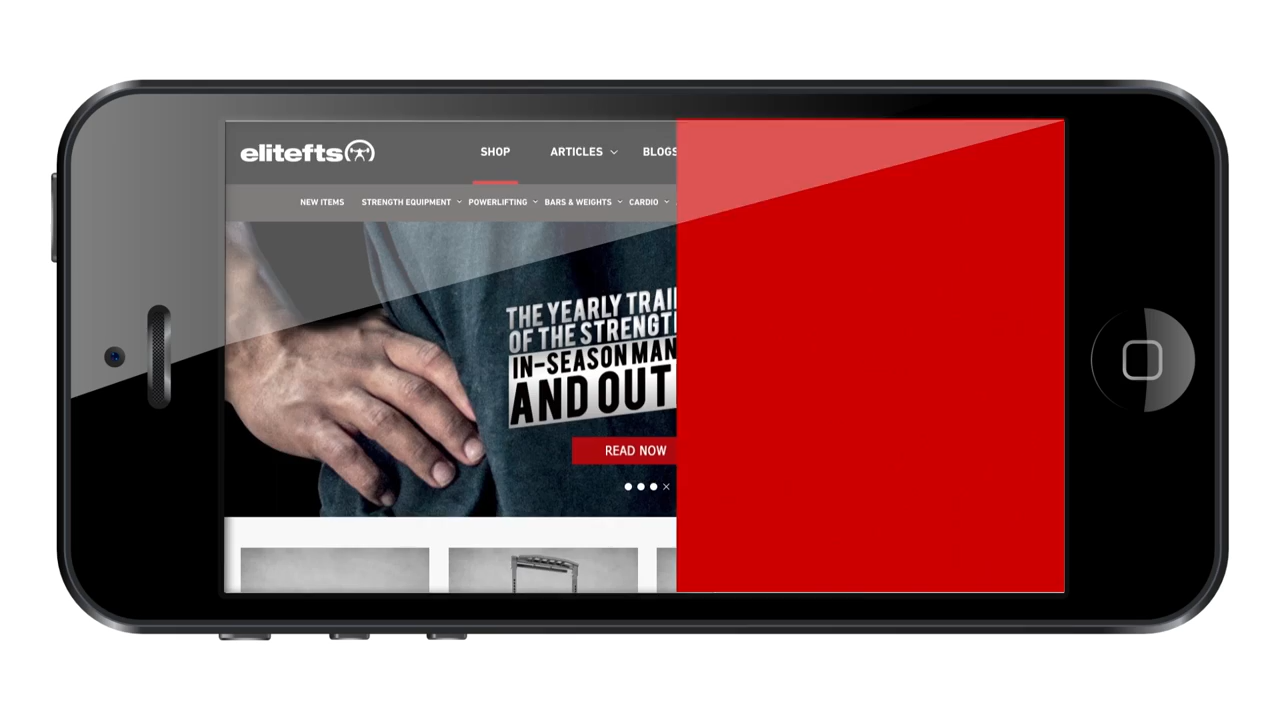 elitefts
SHOP ARTICLES BLOGS
NEW ITEMS STRENGTH EQUIPMENT POWERLIFTING BARS & WEIGHTS CARDIO
THE YEARLY TRAI
OF THE STRENGT
IN-SEASON MAN
AND OUT
READ NOW